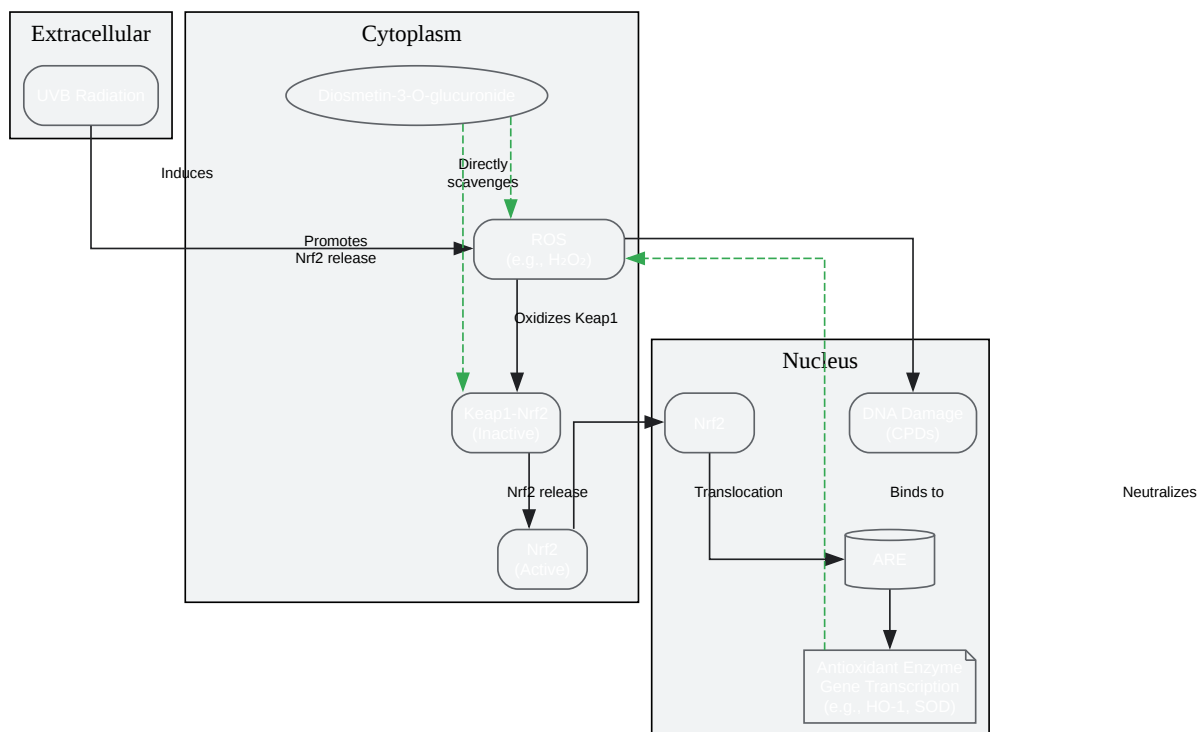 Extracellular
Cytoplasm
UVB Radiation
Diosmetin-3-O-glucuronide
Induces
Directly
scavenges
Promotes
Nrf2 release
ROS
(e.g., H₂O₂)
Oxidizes Keap1
Nucleus
Keap1-Nrf2
(Inactive)
Nrf2
DNA Damage
(CPDs)
Nrf2 release
Translocation
Binds to
Neutralizes
Nrf2
(Active)
ARE
Antioxidant Enzyme
Gene Transcription
(e.g., HO-1, SOD)